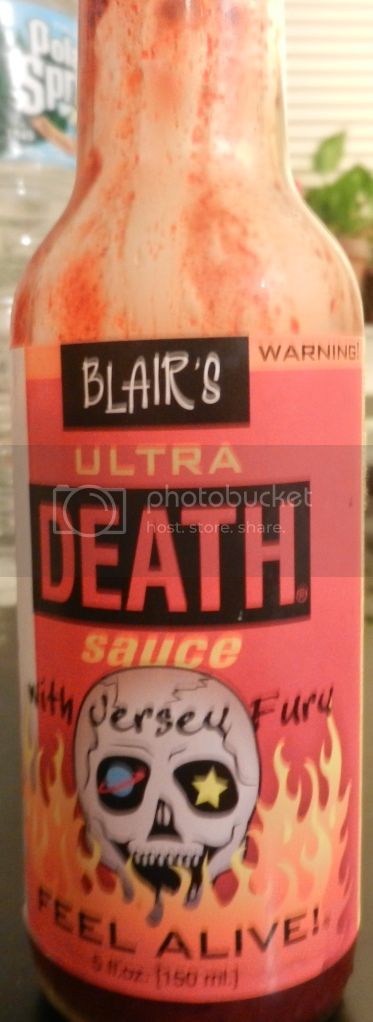 Spr
BLAIR'S
WARNING!
ULTRA
DEATH®
sauce
with Jersey Fury
FEEL ALIVE!®
5 fl.oz. [150 ml.]
photobucket
host. store. share.